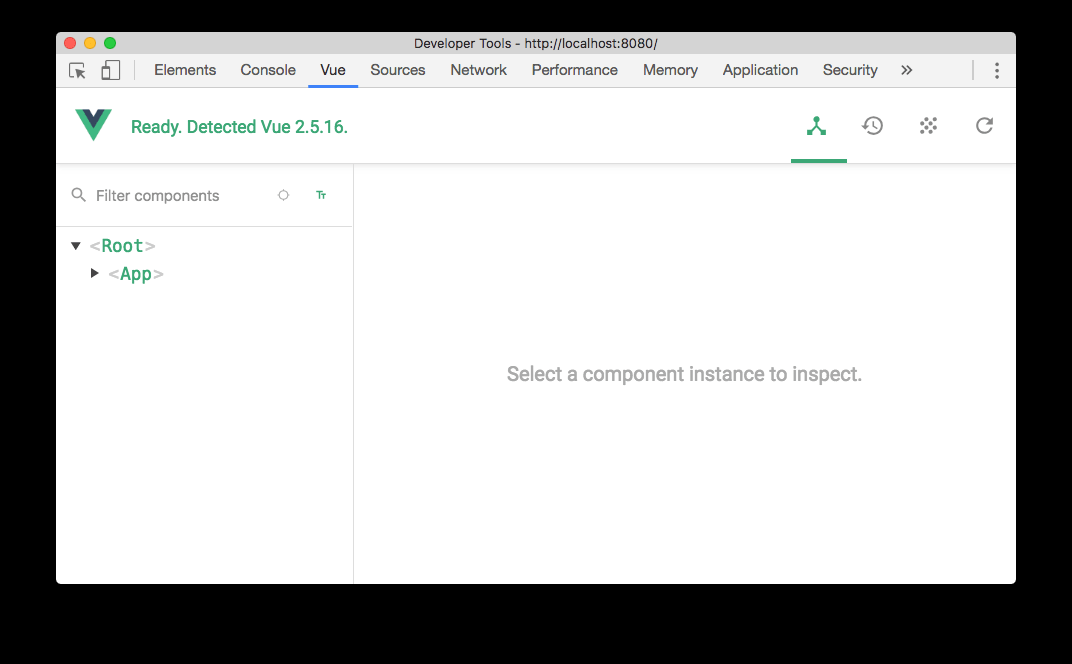 Developer Tools - http://localhost:8080/
Elements Console Vue Sources Network Performance Memory Application Security »
Ready. Detected Vue 2.5.16.
Filter components Tт
<Root>
<App>
Select a component instance to inspect.